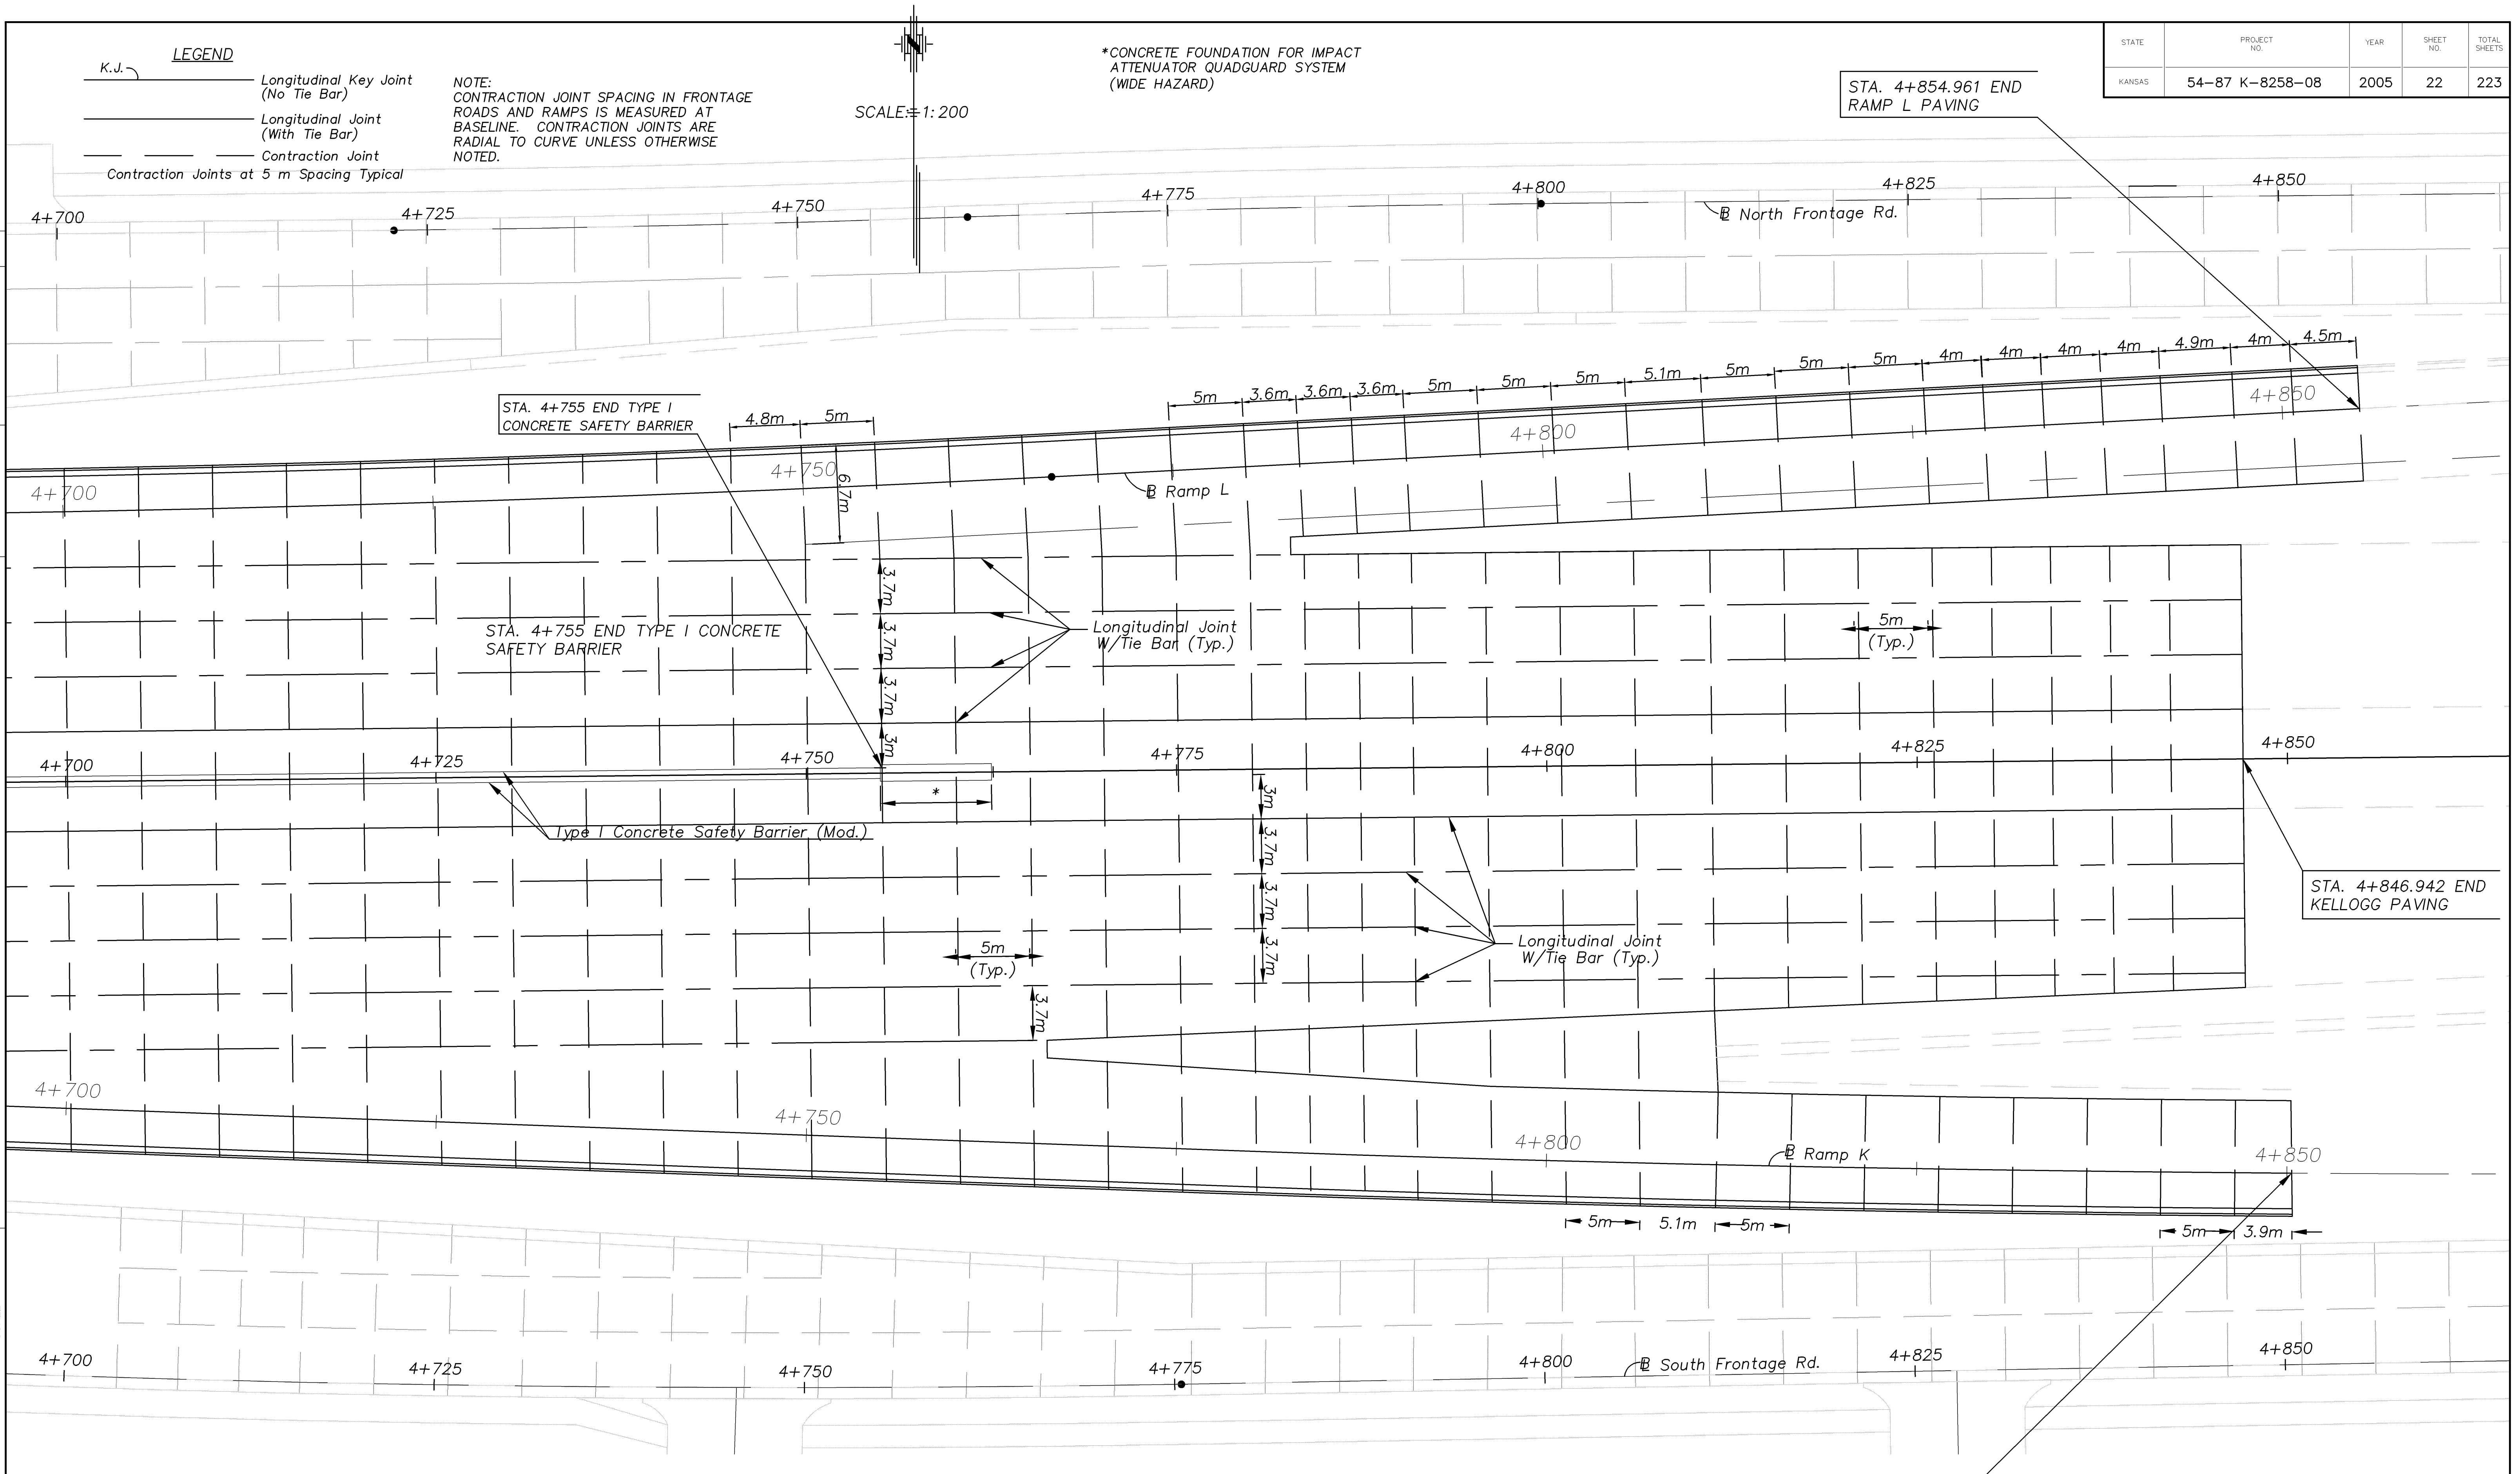 LEGEND
K.J.
Longitudinal Key Joint
(No Tie Bar)
Longitudinal Joint
(With Tie Bar)
Contraction Joint
Contraction Joints at 5 m Spacing Typical
NOTE:
CONTRACTION JOINT SPACING IN FRONTAGE
ROADS AND RAMPS IS MEASURED AT
BASELINE. CONTRACTION JOINTS ARE
RADIAL TO CURVE UNLESS OTHERWISE
NOTED.
N
SCALE: 1:200
*CONCRETE FOUNDATION FOR IMPACT
ATTENUATOR QUADGUARD SYSTEM
(WIDE HAZARD)
STA. 4+854.961 END
RAMP L PAVING
STATE PROJECT NO. YEAR SHEET NO. TOTAL SHEETS
KANSAS 54-87 K-8258-08 2005 22 223
4+700 4+725 4+750 4+775 4+800 4+825 4+850
BL North Frontage Rd.
5m 3.6m 3.6m 3.6m 5m 5m 5m 5.1m 5m 5m 5m 4m 4m 4m 4m 4.9m 4m 4.5m
STA. 4+755 END TYPE I
CONCRETE SAFETY BARRIER
4.8m 5m
4+700 4+750 4+800 4+850
6.7m
BL Ramp L
3.7m
3.7m
3.7m
3m
STA. 4+755 END TYPE I CONCRETE
SAFETY BARRIER
Longitudinal Joint
W/Tie Bar (Typ.)
5m
(Typ.)
4+700 4+725 4+750 4+775 4+800 4+825 4+850
*
Type I Concrete Safety Barrier (Mod.)
3m
3.7m
3.7m
3.7m
STA. 4+846.942 END
KELLOGG PAVING
Longitudinal Joint
W/Tie Bar (Typ.)
5m
(Typ.)
3.7m
4+700 4+750 4+800 4+850
BL Ramp K
5m 5.1m 5m 5m 3.9m
4+700 4+725 4+750 4+775 4+800 4+825 4+850
BL South Frontage Rd.